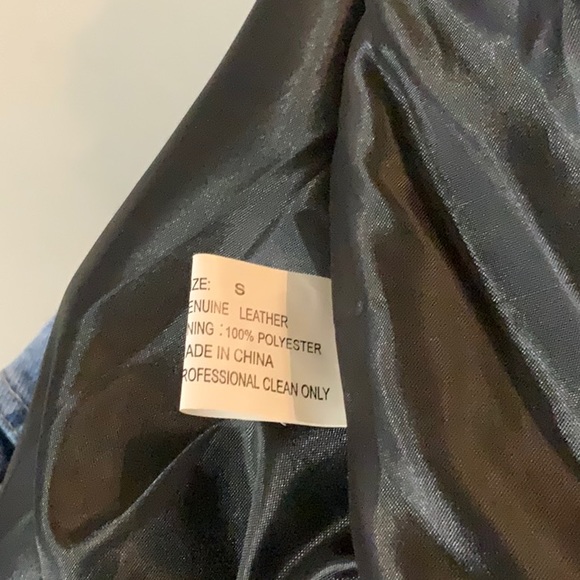 ZE: S
ENUINE LEATHER
NING : 100% POLYESTER
ADE IN CHINA
ROFESSIONAL CLEAN ONLY